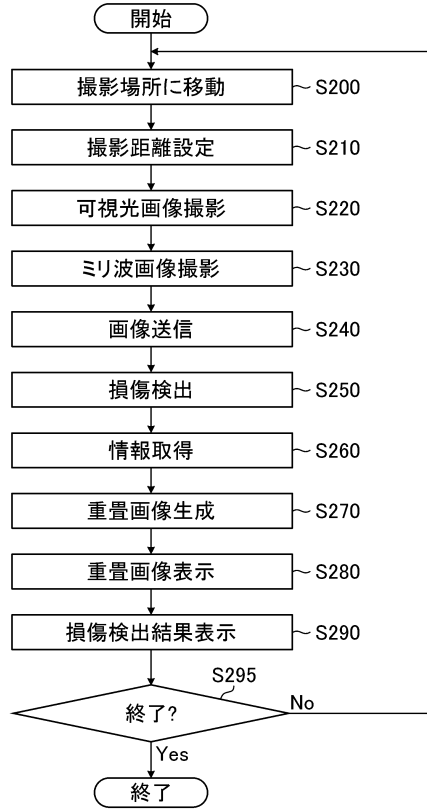 開始
撮影場所に移動 S200
撮影距離設定 S210
可視光画像撮影 S220
ミリ波画像撮影 S230
画像送信 S240
損傷検出 S250
情報取得 S260
重畳画像生成 S270
重畳画像表示 S280
損傷検出結果表示 S290
S295
終了? No
Yes
終了